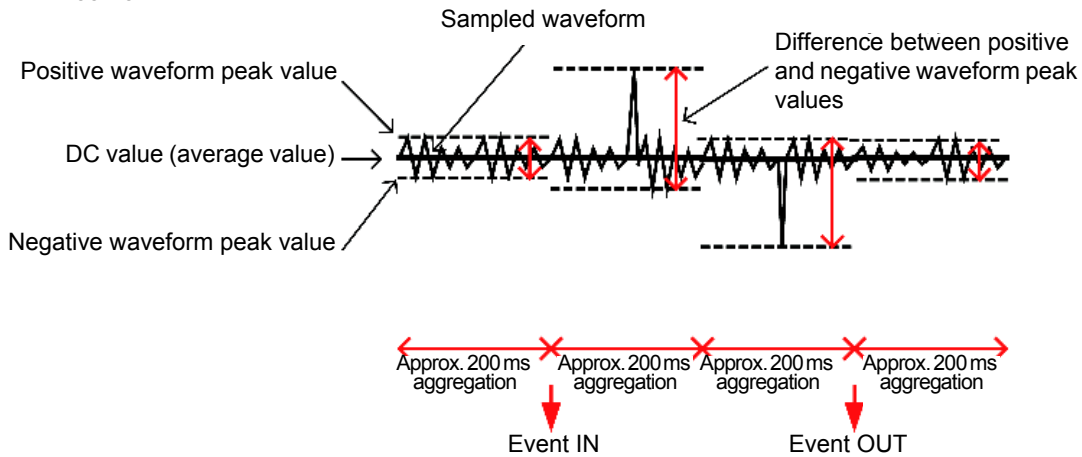 Sampled waveform
Difference between positive
and negative waveform peak
values
Positive waveform peak value
DC value (average value)
Negative waveform peak value
Approx. 200 ms
aggregation
Approx. 200 ms
aggregation
Approx. 200 ms
aggregation
Approx. 200 ms
aggregation
Event IN
Event OUT